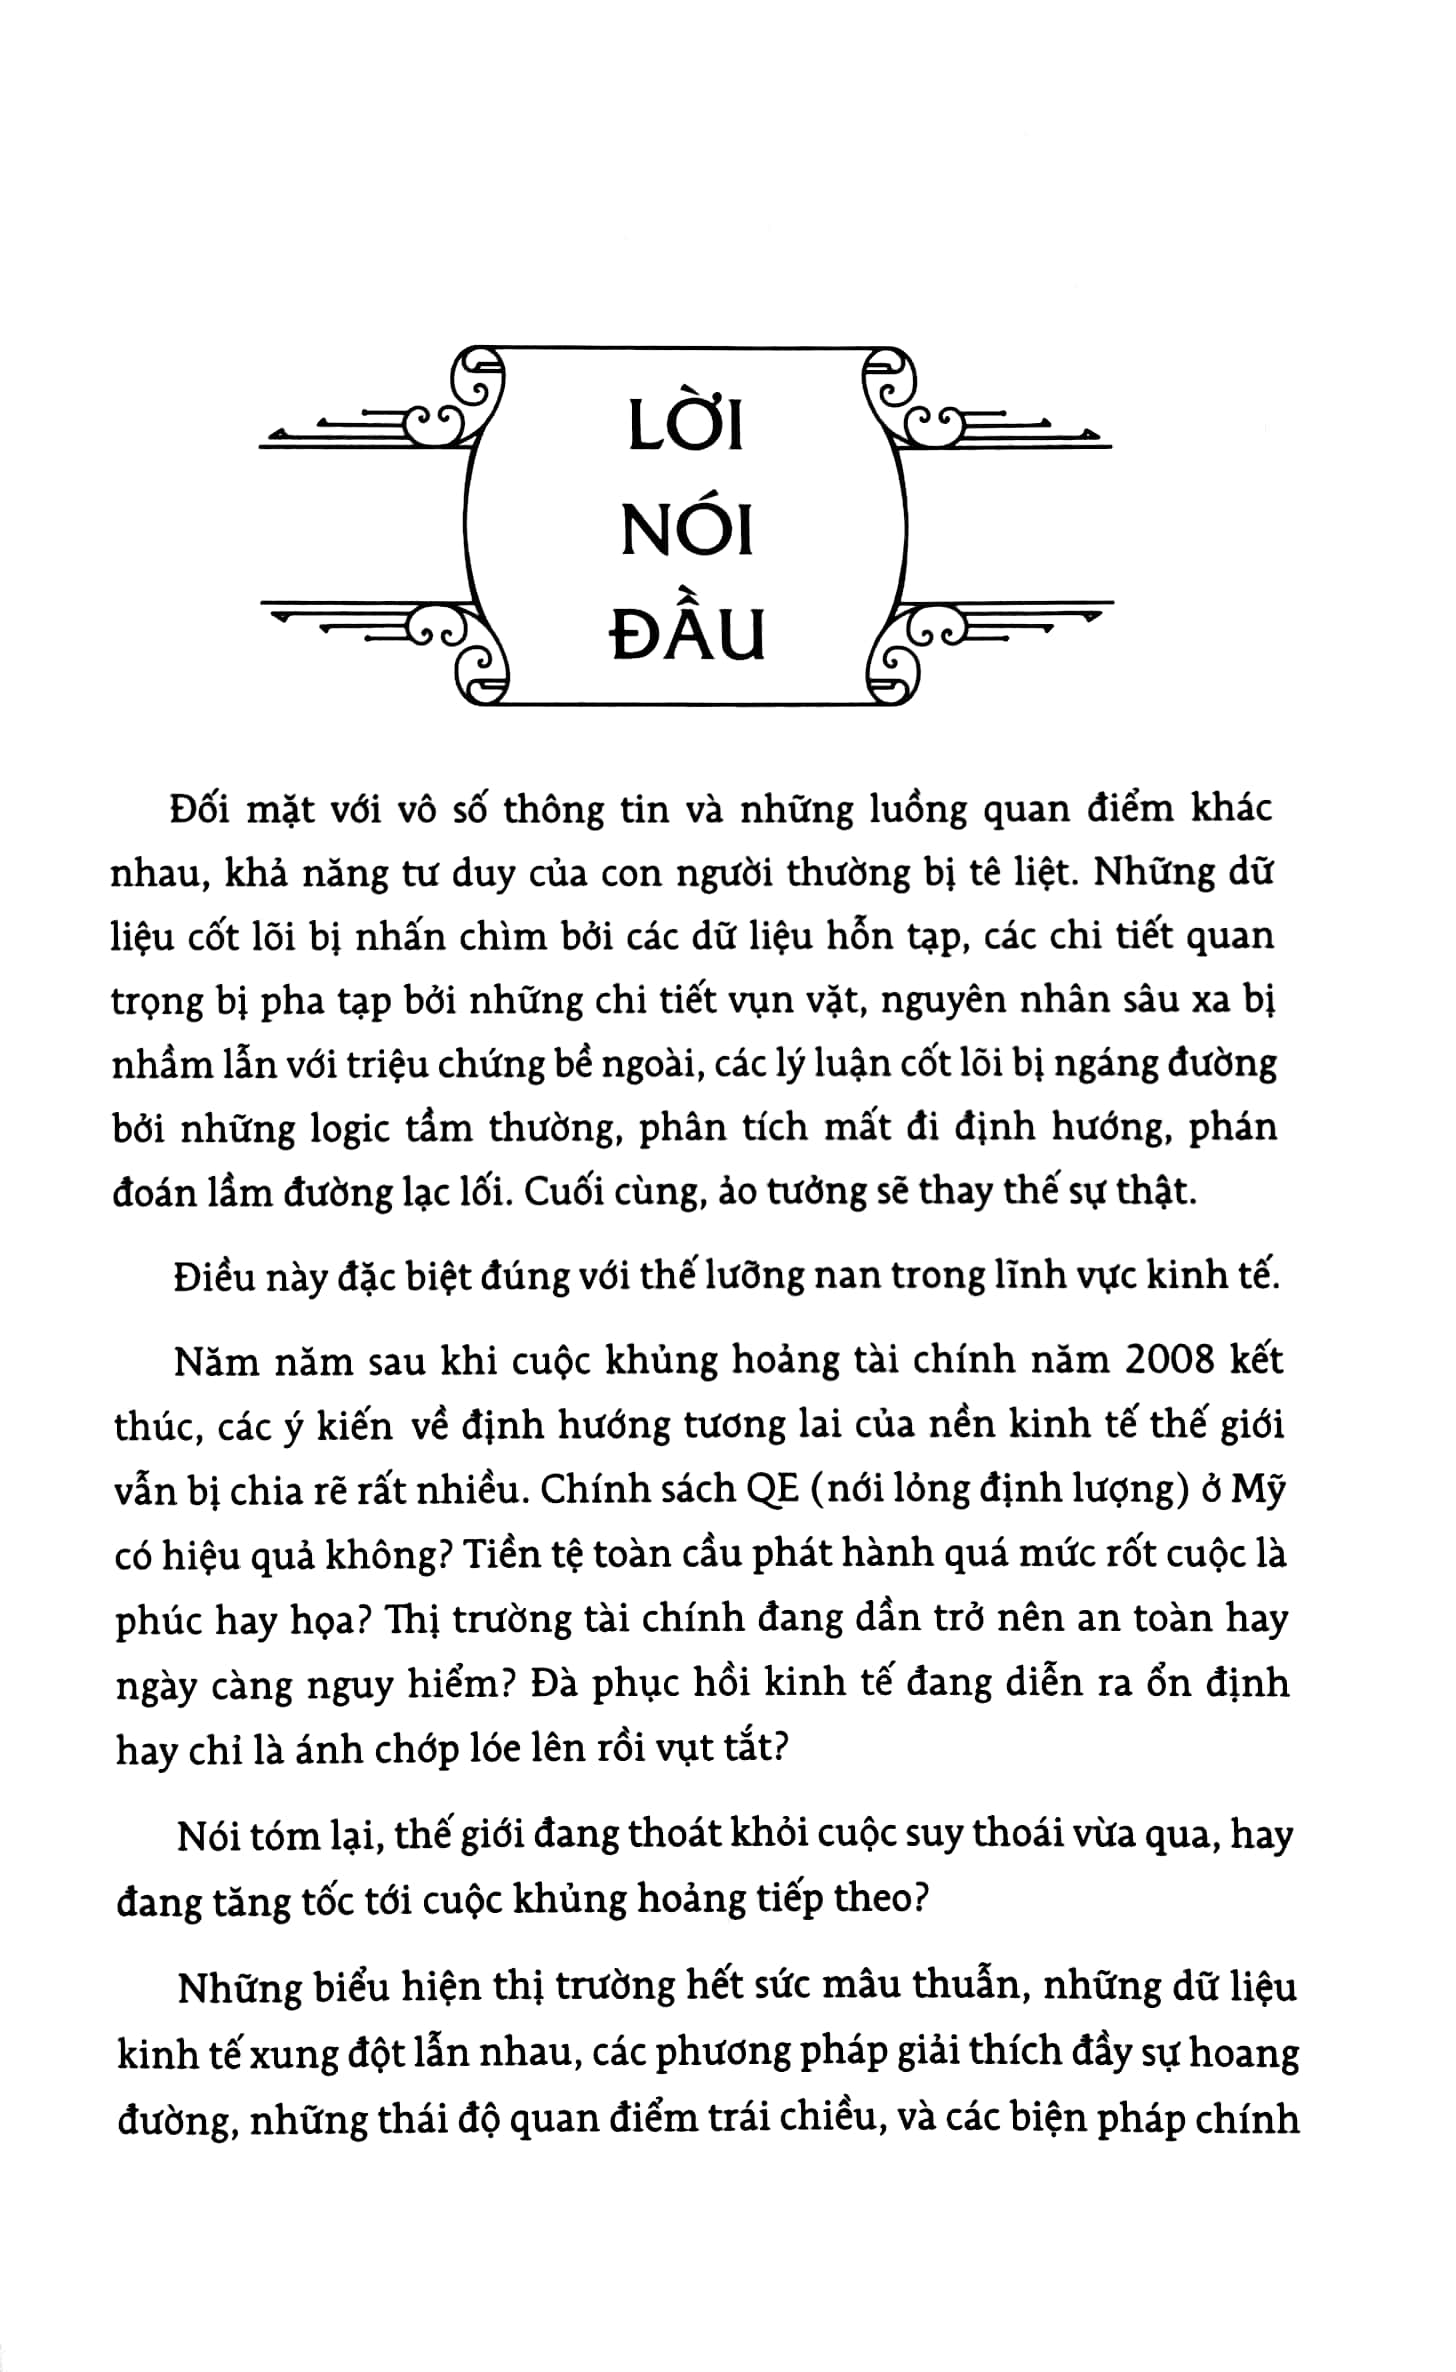 LỜI
NÓI
ĐẦU
Đối mặt với vô số thông tin và những luồng quan điểm khác
nhau, khả năng tư duy của con người thường bị tê liệt. Những dữ
liệu cốt lõi bị nhấn chìm bởi các dữ liệu hỗn tạp, các chi tiết quan
trọng bị pha tạp bởi những chi tiết vụn vặt, nguyên nhân sâu xa bị
nhầm lẫn với triệu chứng bề ngoài, các lý luận cốt lõi bị ngáng đường
bởi những logic tầm thường, phân tích mất đi định hướng, phán
đoán lầm đường lạc lối. Cuối cùng, ảo tưởng sẽ thay thế sự thật.
Điều này đặc biệt đúng với thế lưỡng nan trong lĩnh vực kinh tế.
Năm năm sau khi cuộc khủng hoảng tài chính năm 2008 kết
thúc, các ý kiến về định hướng tương lai của nền kinh tế thế giới
vẫn bị chia rẽ rất nhiều. Chính sách QE (nới lỏng định lượng) ở Mỹ
có hiệu quả không? Tiền tệ toàn cầu phát hành quá mức rốt cuộc là
phúc hay họa? Thị trường tài chính đang dần trở nên an toàn hay
ngày càng nguy hiểm? Đà phục hồi kinh tế đang diễn ra ổn định
hay chỉ là ánh chớp lóe lên rồi vụt tắt?
Nói tóm lại, thế giới đang thoát khỏi cuộc suy thoái vừa qua, hay
đang tăng tốc tới cuộc khủng hoảng tiếp theo?
Những biểu hiện thị trường hết sức mâu thuẫn, những dữ liệu
kinh tế xung đột lẫn nhau, các phương pháp giải thích đầy sự hoang
đường, những thái độ quan điểm trái chiều, và các biện pháp chính